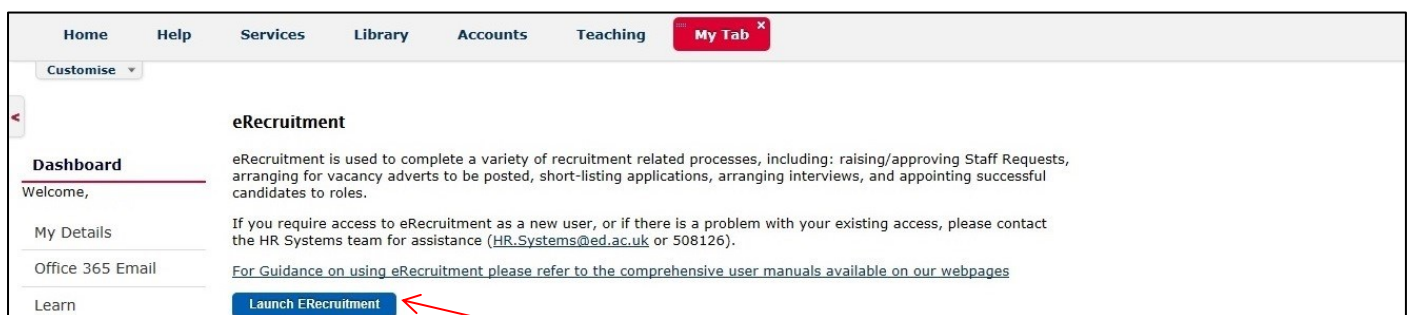 Home Help Services Library Accounts Teaching My Tab x
Customise
<
eRecruitment
Dashboard
Welcome,
My Details
Office 365 Email
Learn
eRecruitment is used to complete a variety of recruitment related processes, including: raising/approving Staff Requests,
arranging for vacancy adverts to be posted, short-listing applications, arranging interviews, and appointing successful
candidates to roles.
If you require access to eRecruitment as a new user, or if there is a problem with your existing access, please contact
the HR Systems team for assistance (HR.Systems@ed.ac.uk or 508126).
For Guidance on using eRecruitment please refer to the comprehensive user manuals available on our webpages
Launch ERecruitment